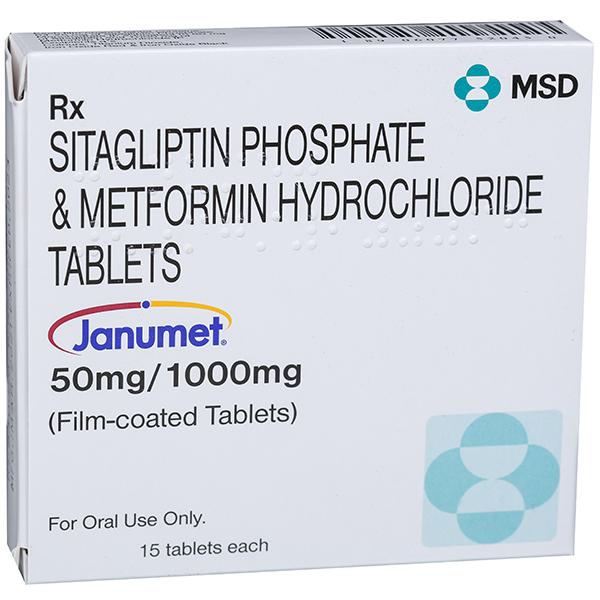 MSD
Rx
SITAGLIPTIN PHOSPHATE
& METFORMIN HYDROCHLORIDE
TABLETS
Janumet®
50mg/1000mg
(Film-coated Tablets)
For Oral Use Only.
15 tablets each